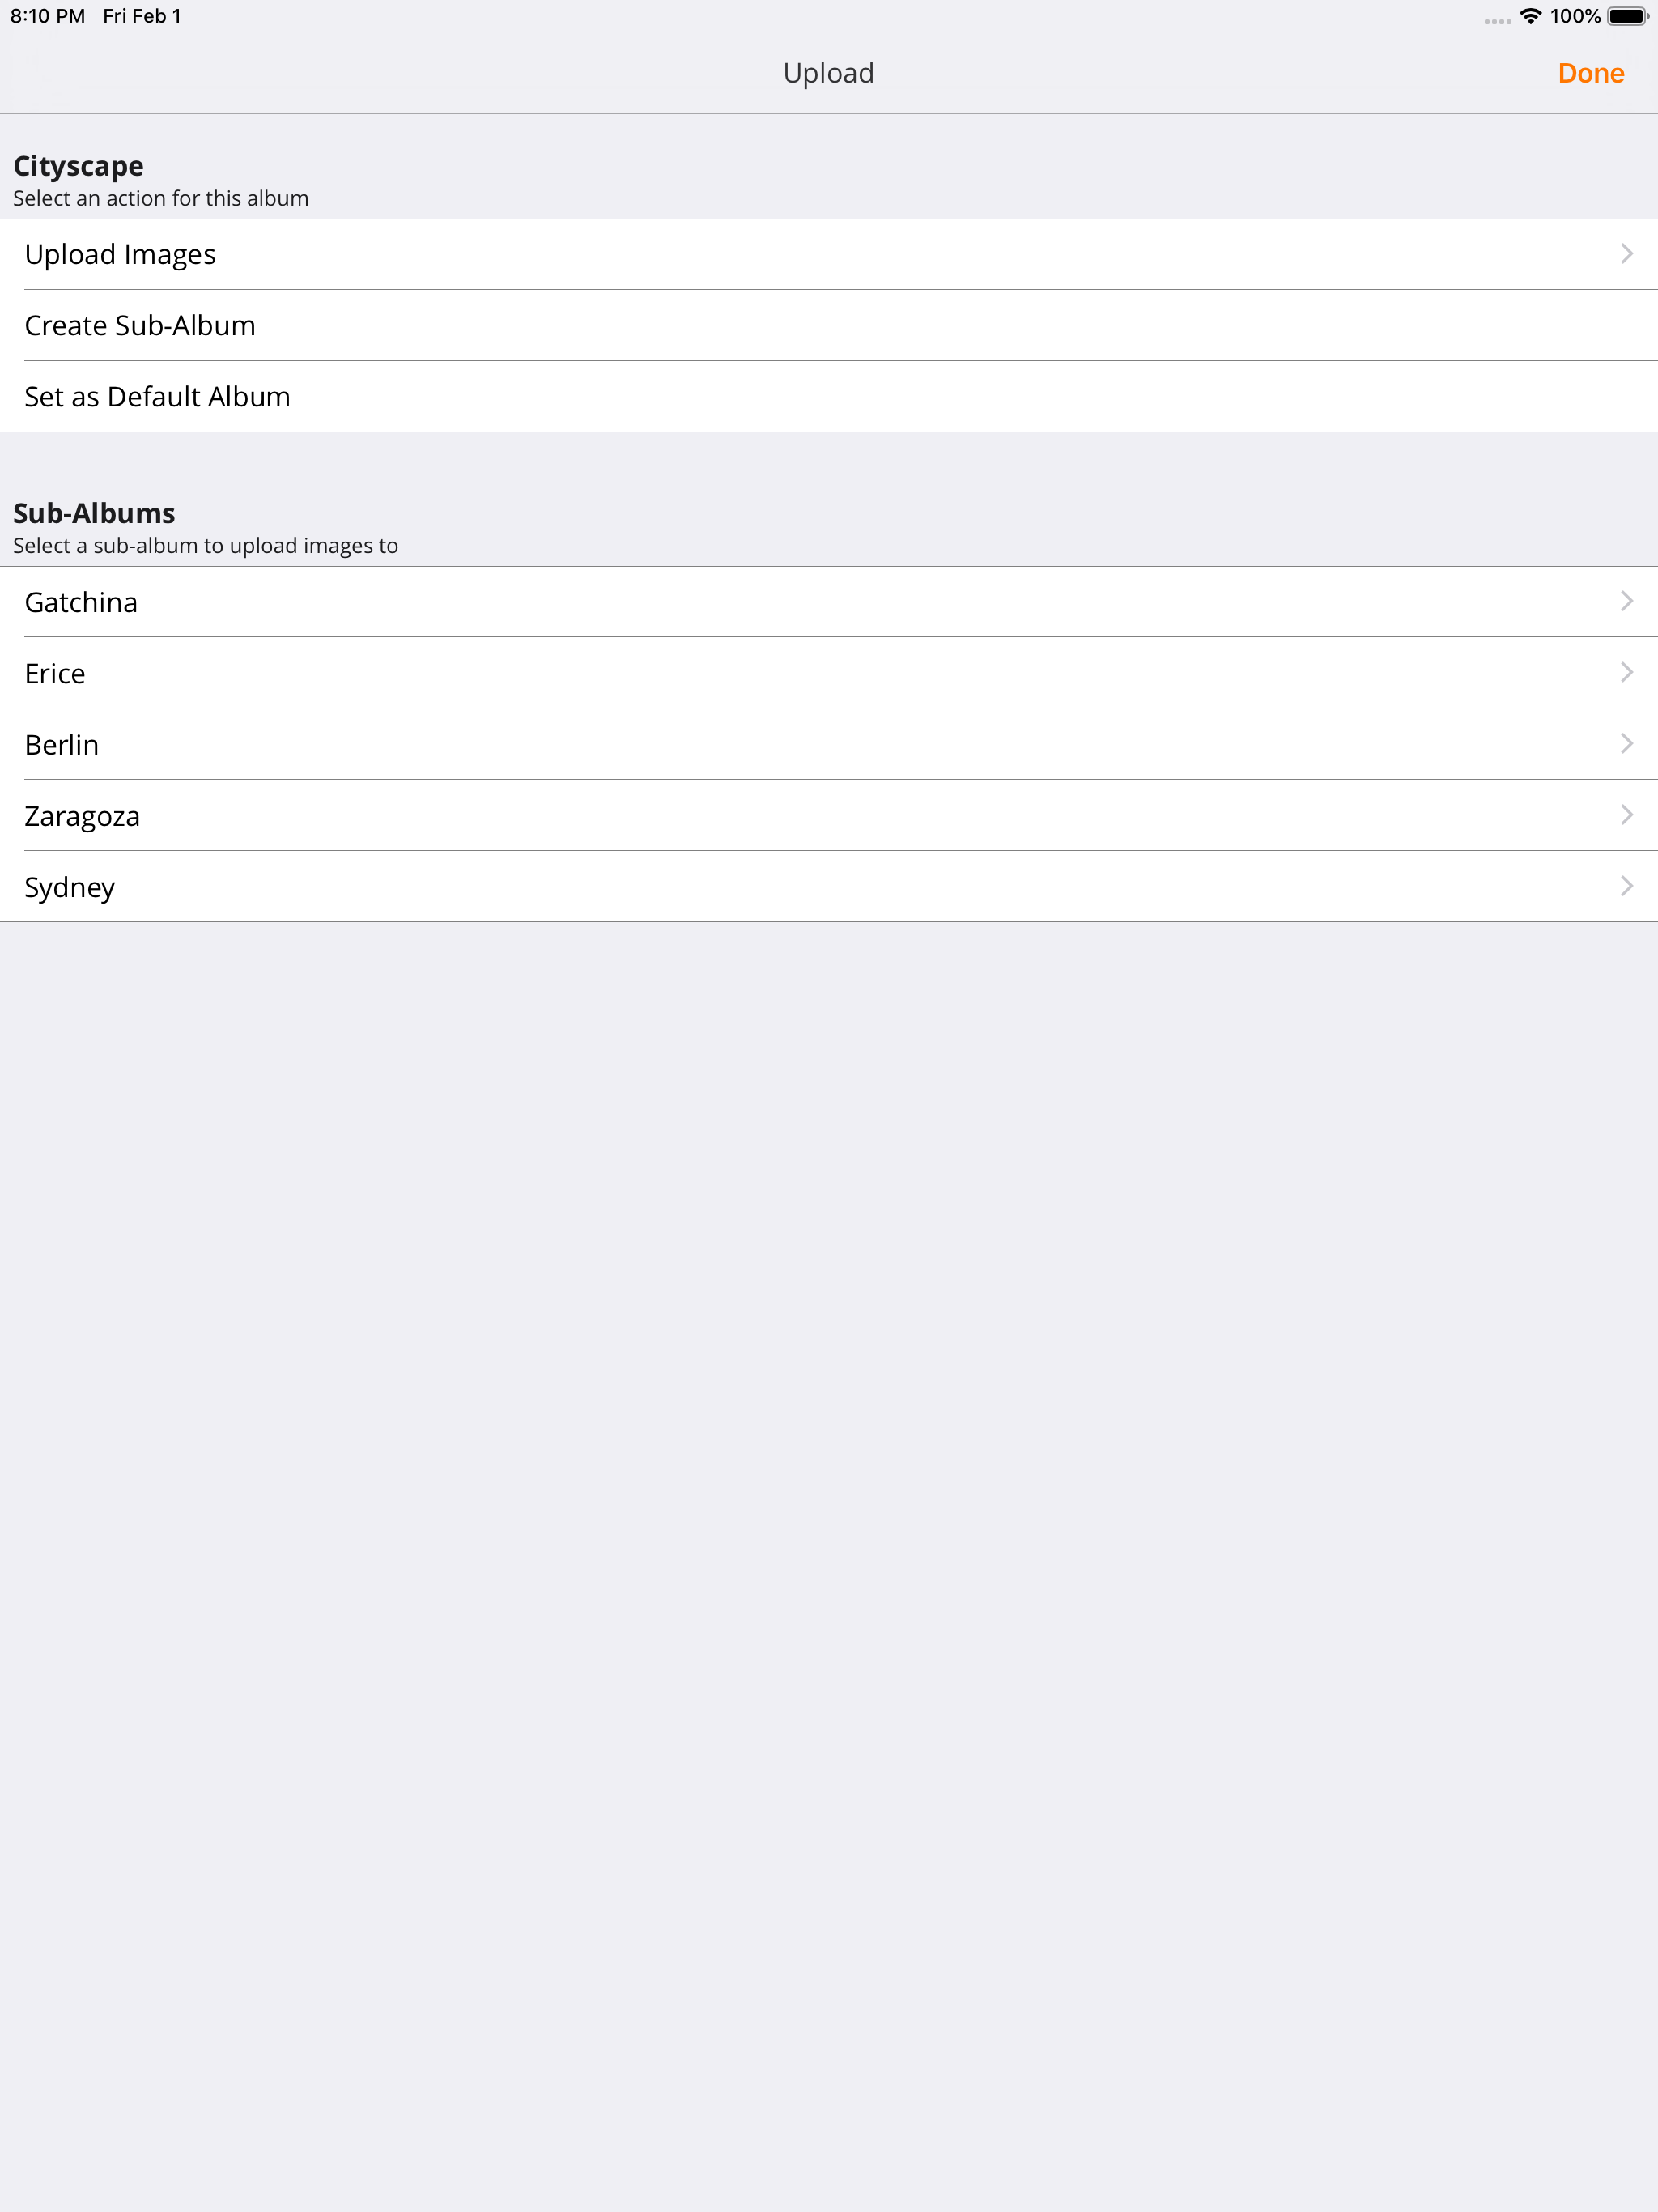 8:10 PM Fri Feb 1 100%
Upload Done
Cityscape
Select an action for this album
Upload Images
Create Sub-Album
Set as Default Album
Sub-Albums
Select a sub-album to upload images to
Gatchina
Erice
Berlin
Zaragoza
Sydney